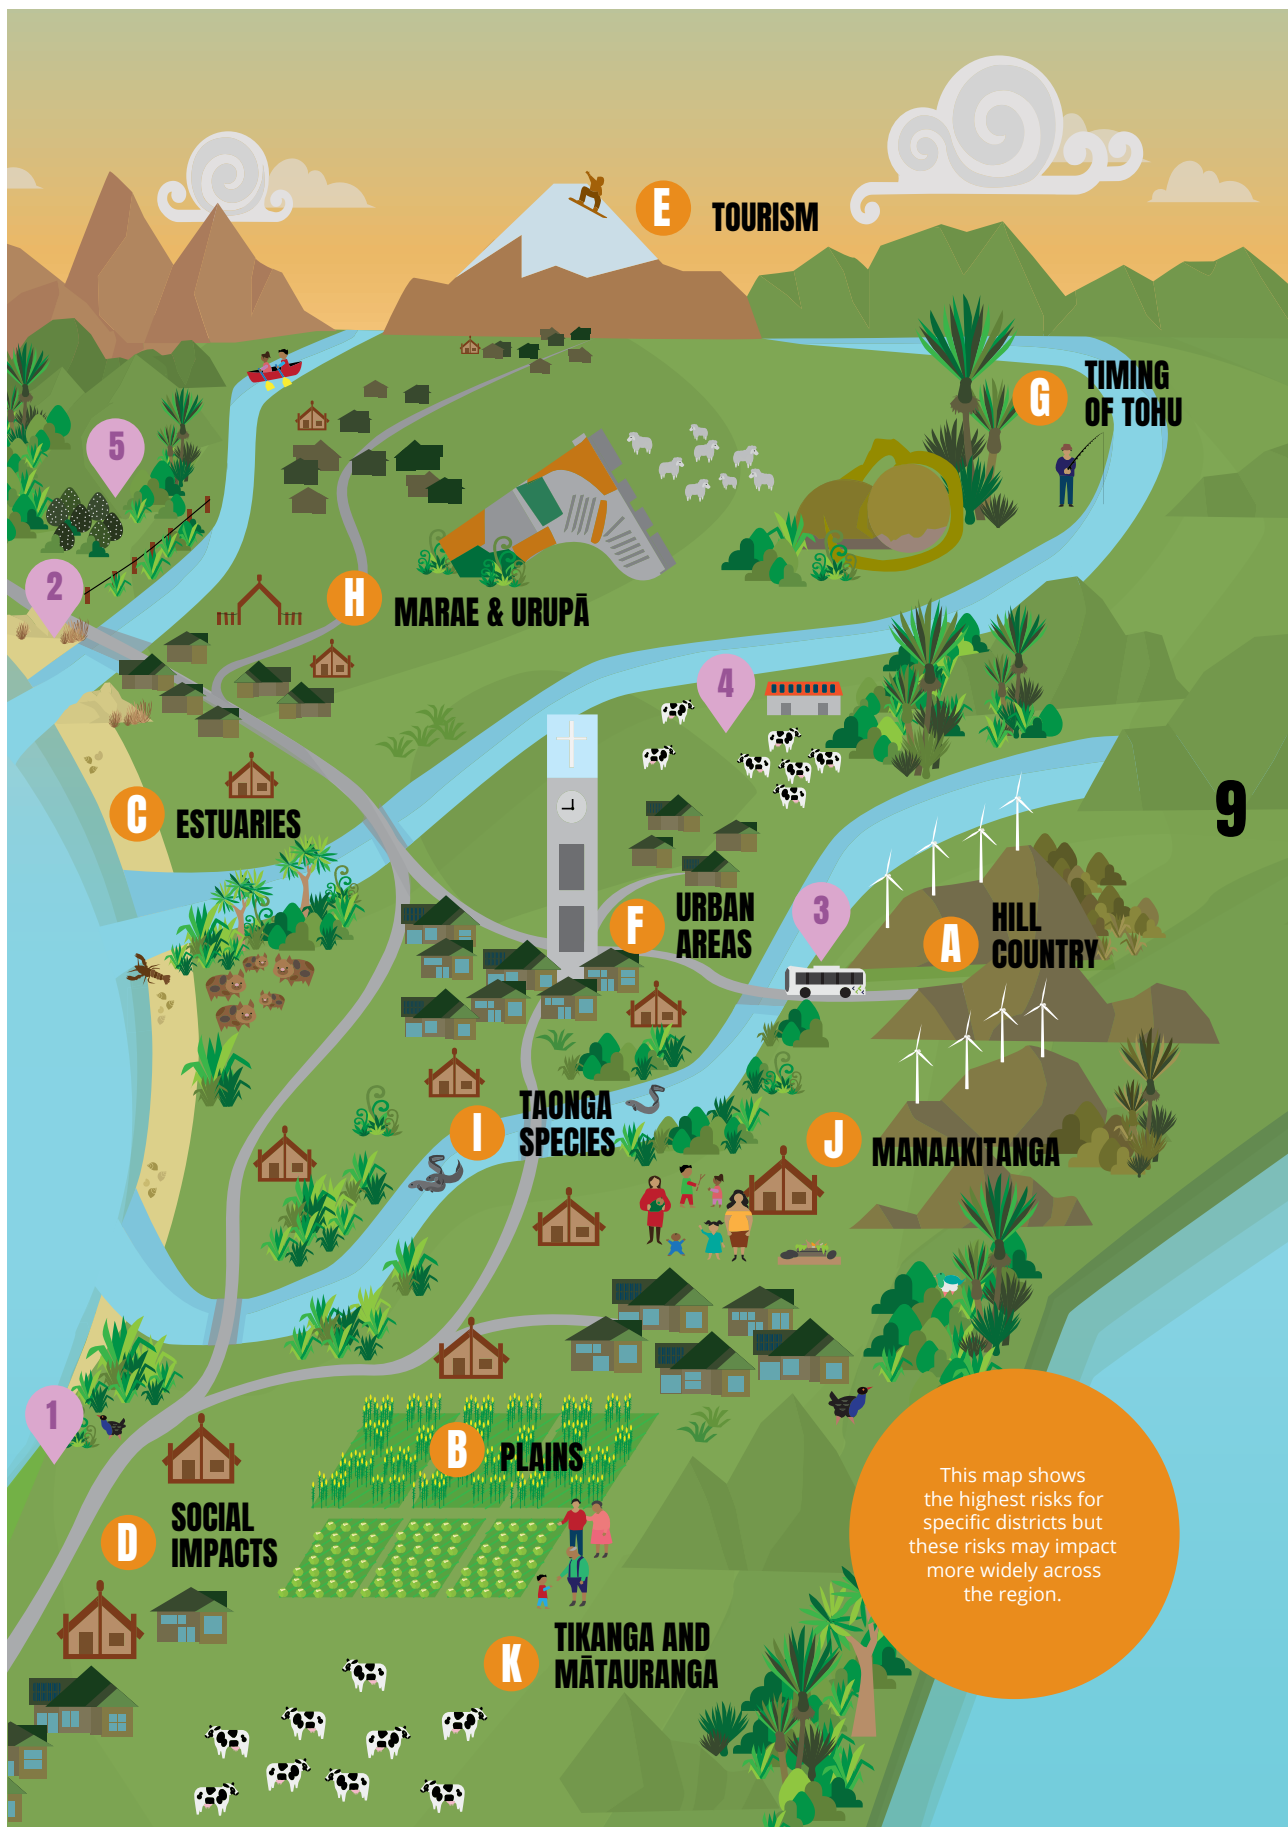 E
TOURISM
G
TIMING
OF TOHU
5
2
H
MARAE & URUPĀ
4
C
ESTUARIES
9
F
URBAN
AREAS
3
A
HILL
COUNTRY
I
TAONGA
SPECIES
J
MANAAKITANGA
1
B
PLAINS
D
SOCIAL
IMPACTS
This map shows
the highest risks for
specific districts but
these risks may impact
more widely across
the region.
K
TIKANGA AND
MĀTAURANGA